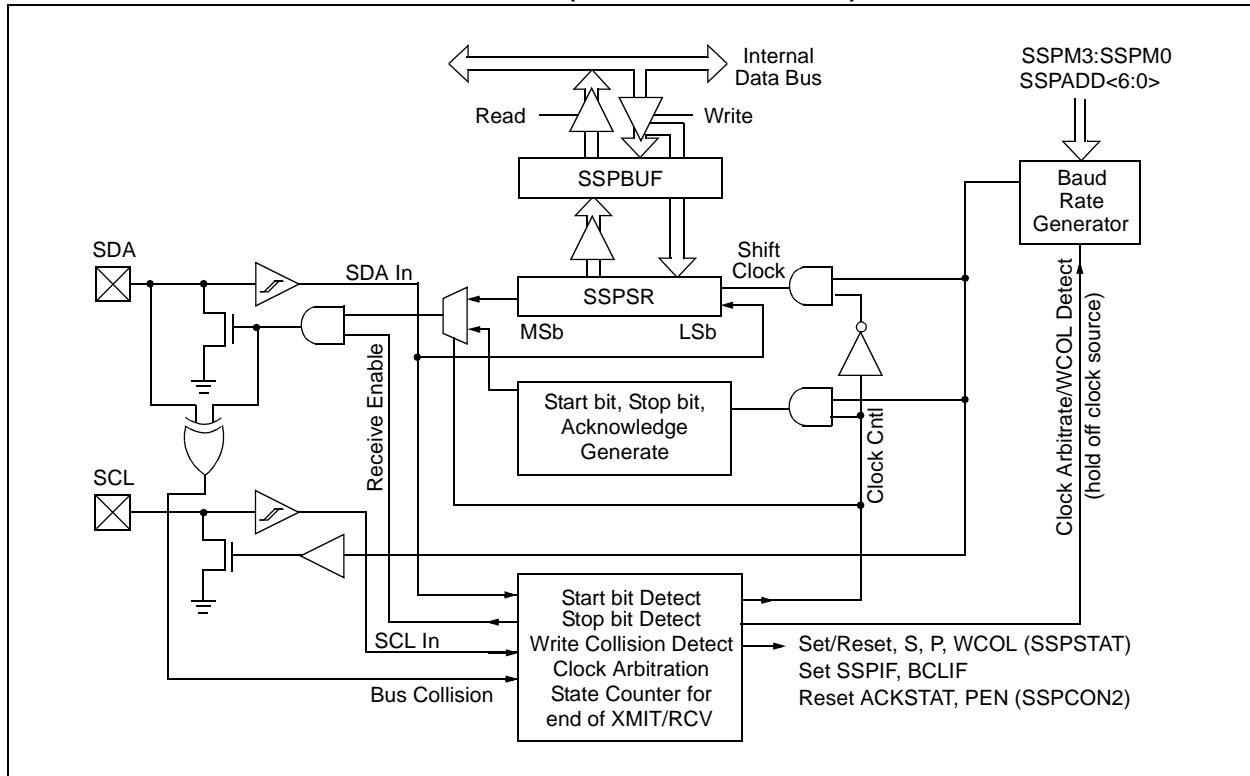 Internal
Data Bus
SSPM3:SSPM0
SSPADD<6:0>
Read
Write
SSPBUF
Baud
Rate
Generator
SDA
SDA In
Shift
Clock
SSPSR
MSb
LSb
Start bit, Stop bit,
Acknowledge
Generate
Receive Enable
Clock Cntl
Clock Arbitrate/WCOL Detect
(hold off clock source)
SCL
SCL In
Bus Collision
Start bit Detect
Stop bit Detect
Write Collision Detect
Clock Arbitration
State Counter for
end of XMIT/RCV
Set/Reset, S, P, WCOL (SSPSTAT)
Set SSPIF, BCLIF
Reset ACKSTAT, PEN (SSPCON2)